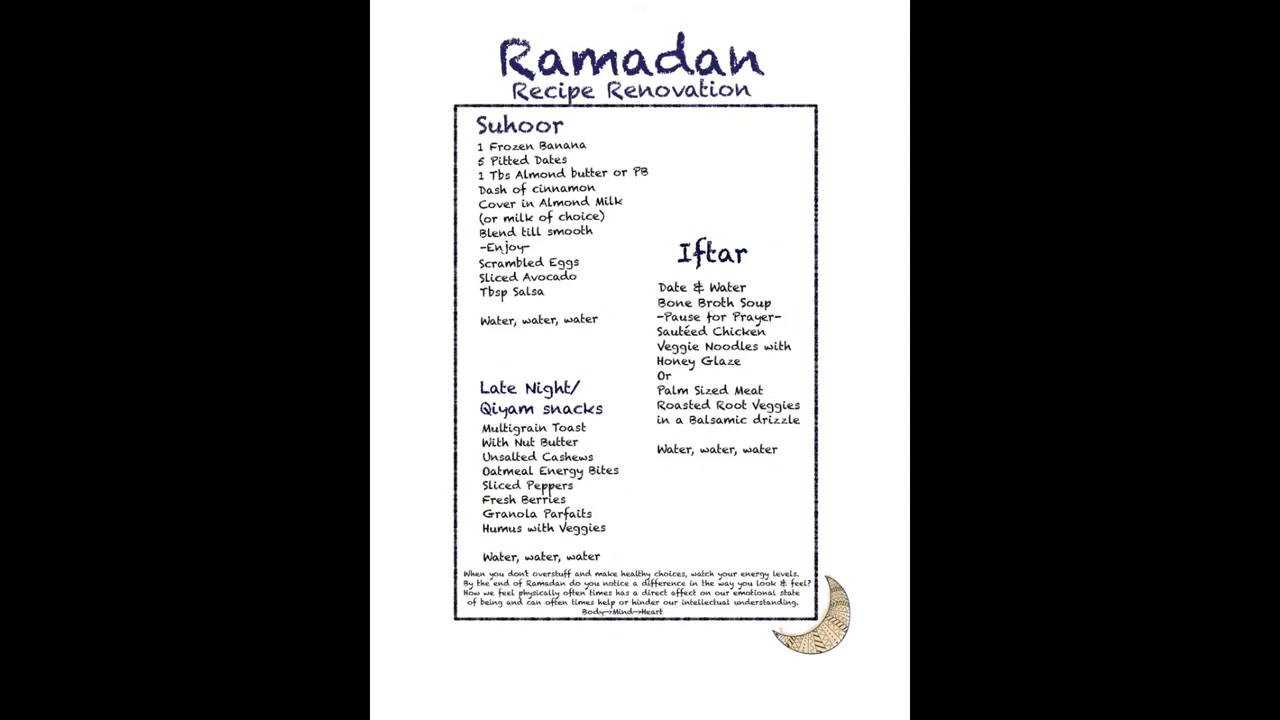 Ramadan
Recipe Renovation
Suhoor
1 Frozen Banana
5 Pitted Dates
1 Tbs Almond butter or PB
Dash of cinnamon
Cover in Almond Milk
(or milk of choice)
Blend till smooth
-Enjoy-
Scrambled Eggs
Sliced Avocado
Tbsp Salsa
Water, water, water
Late Night/
Qiyam snacks
Multigrain Toast
With Nut Butter
Unsalted Cashews
Oatmeal Energy Bites
Sliced Peppers
Fresh Berries
Granola Parfaits
Humus with Veggies
Water, water, water
Iftar
Date & Water
Bone Broth Soup
-Pause for Prayer-
Sautéed Chicken
Veggie Noodles with
Honey Glaze
Or
Palm Sized Meat
Roasted Root Veggies
in a Balsamic drizzle
Water, water, water
When you don't overstuff and make healthy choices, watch your energy levels.
By the end of Ramadan do you notice a difference in the way you look & feel?
How we feel physically often times has a direct affect on our emotional state
of being and can often times help or hinder our intellectual understanding.
Body->Mind->Heart